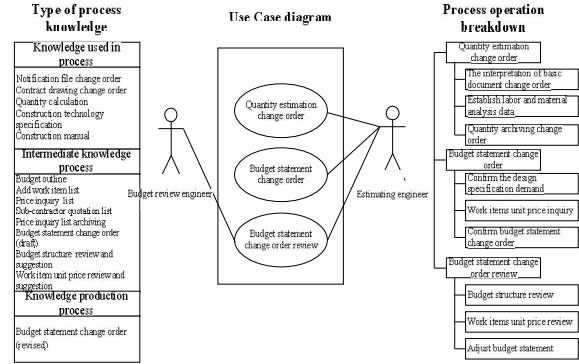 Type of process
knowledge
Knowledge used in
process
Notification file change order
Contract drawing change order
Quantity calculation
Construction technology
specification
Construction manual
Intermediate knowledge
process
Budget outline
Add work item list
Price inquiry list
Sub-contractor quotation list
Price inquiry list archiving
Budget statement change order
(draft)
Budget structure review and
suggestion
Work item unit price review and
suggestion
Knowledge production
process
Budget statement change order
(revised)
Use Case diagram
Budget review engineer
Quantity estimation
change order
Budget statement
change order
Budget statement
change order review
Estimating engineer
Process operation
breakdown
Quantity estimation
change order
The interpretation of basic
document change order
Establish labor and material
analysis data
Quantity archiving change
order
Budget statement change
order
Confirm the design
specification demand
Work items unit price inquiry
Confirm budget statement
change order
Budget statement change
order review
Budget structure review
Work items unit price review
Adjust budget statement